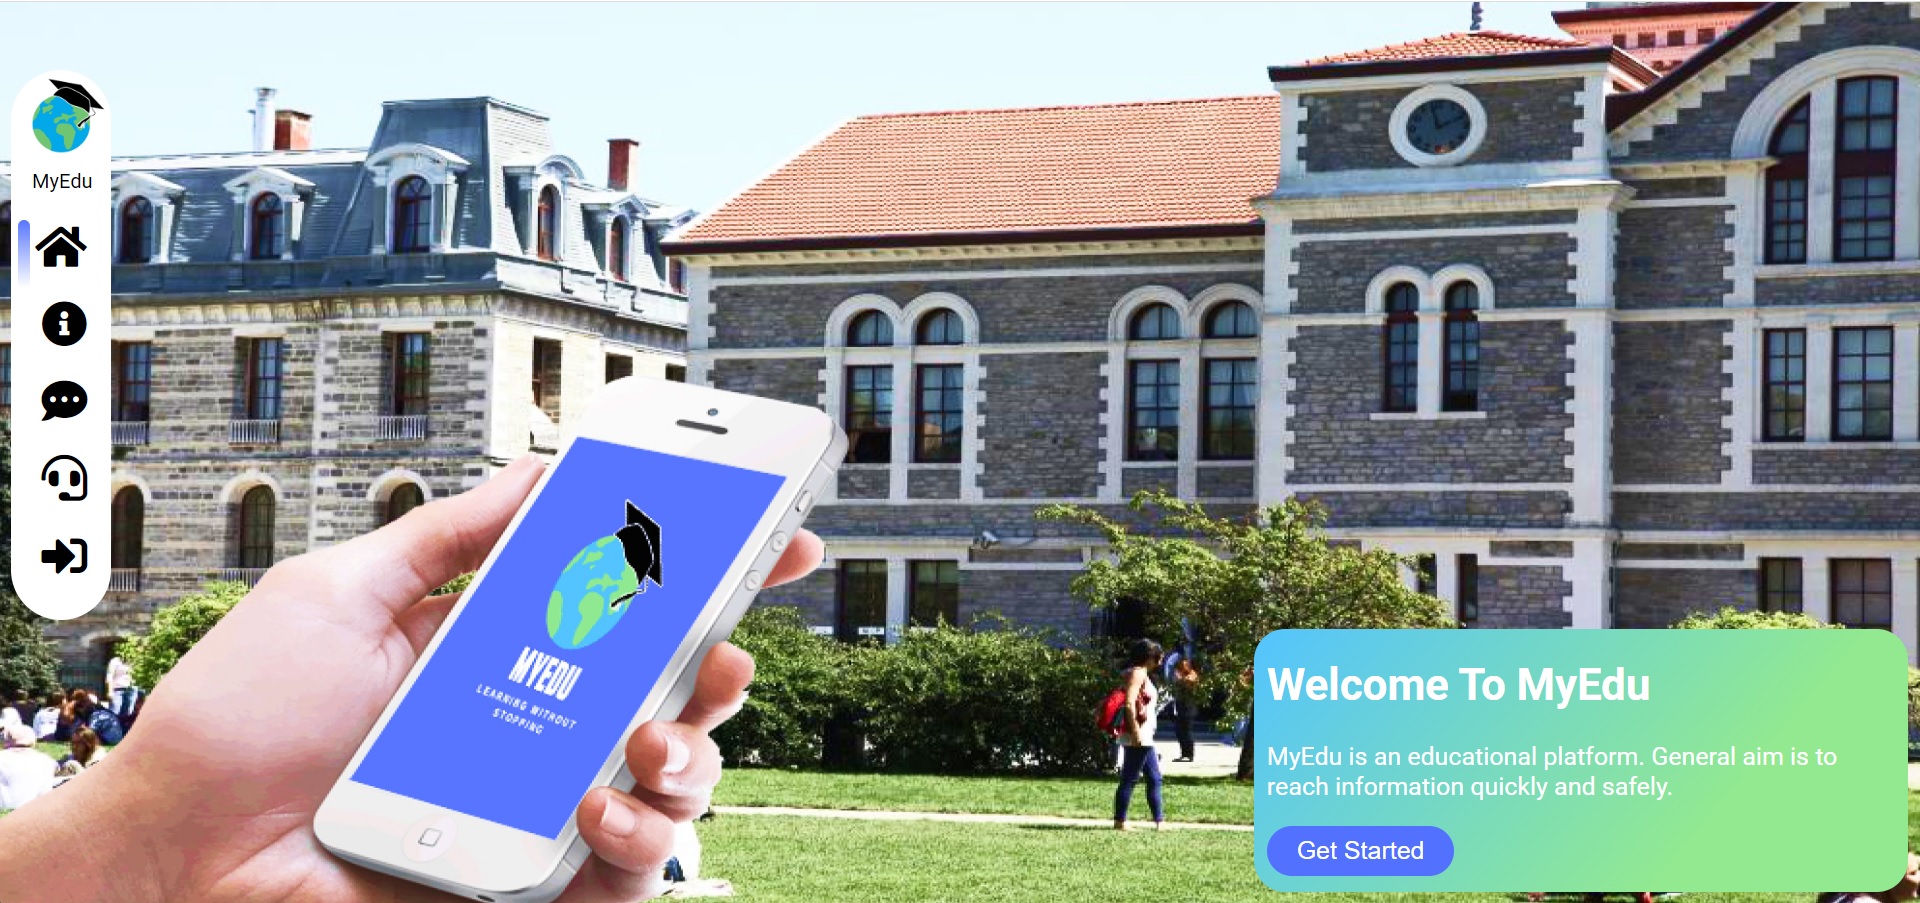 MyEdu
MYEDU
LEARNING WITHOUT
STOPPING
Welcome To MyEdu
MyEdu is an educational platform. General aim is to
reach information quickly and safely.
Get Started